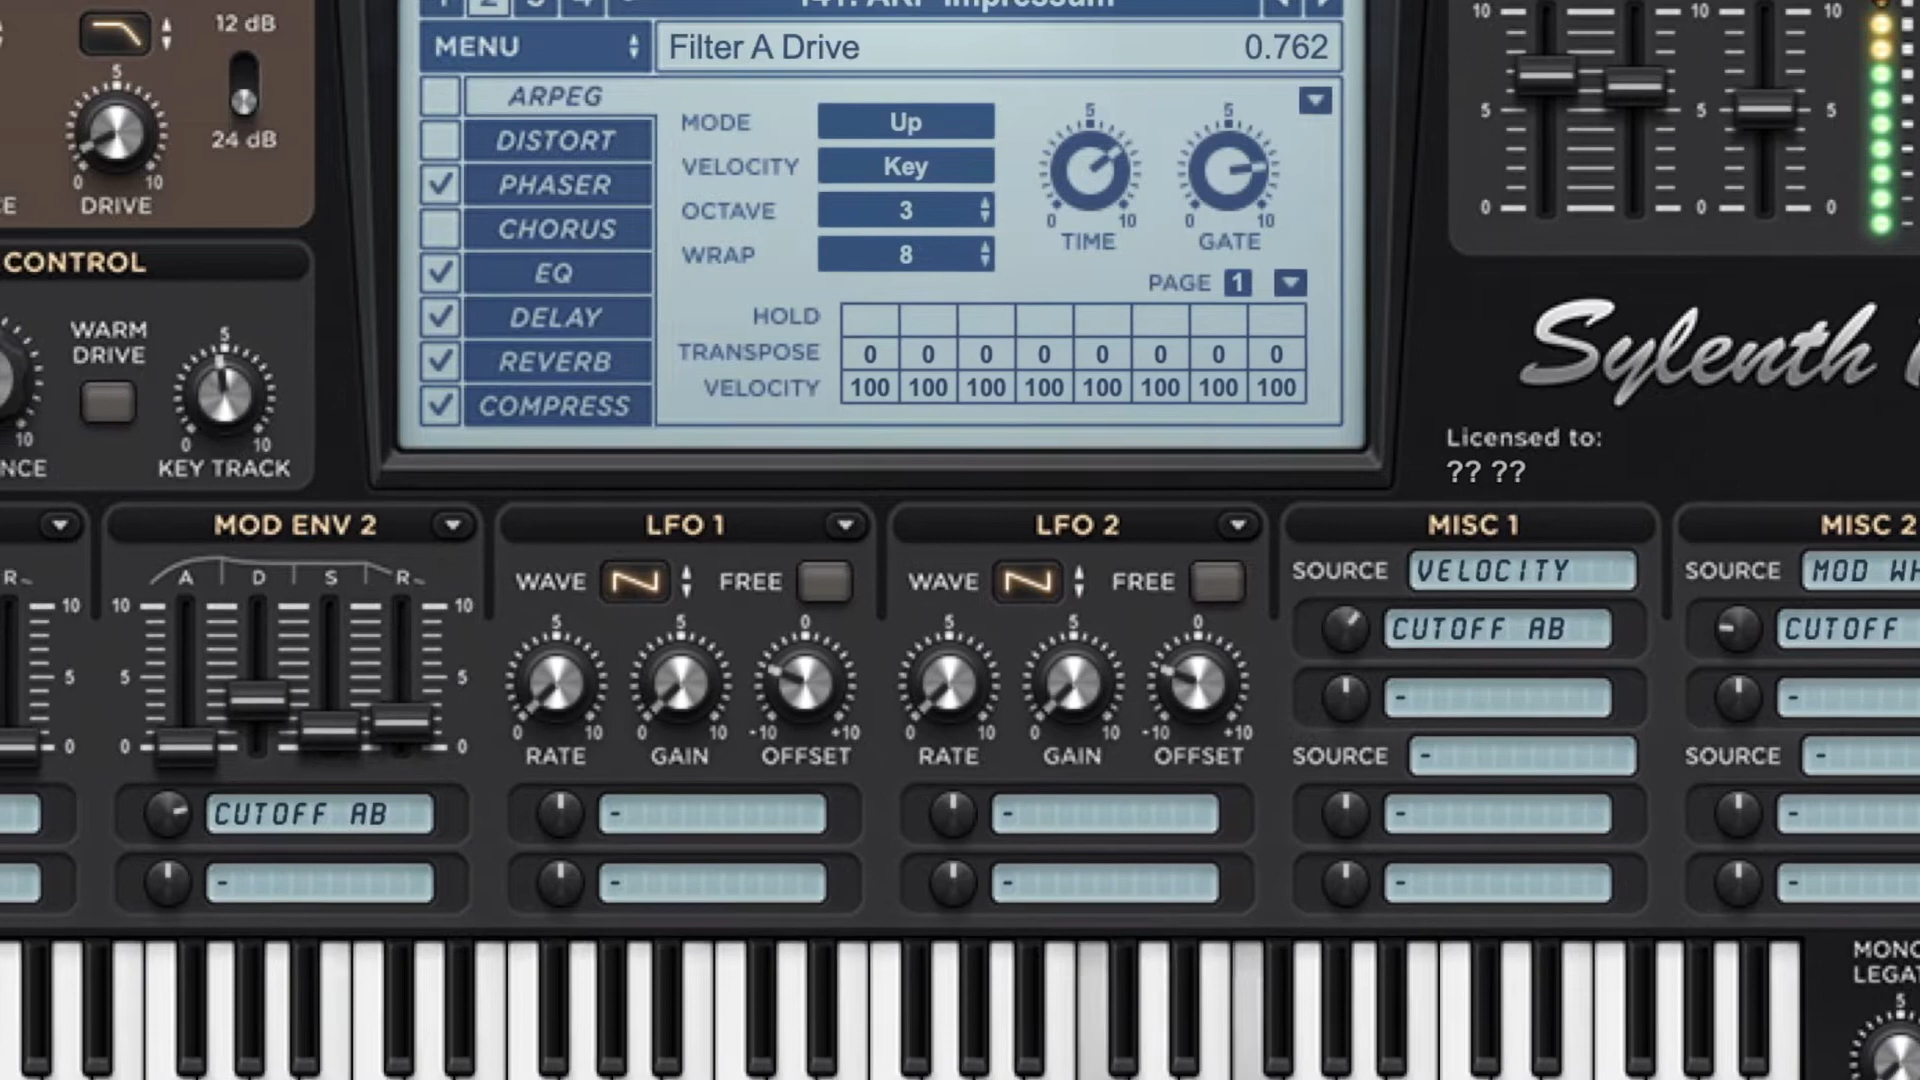 12 dB
24 dB
5
0 10
DRIVE
CONTROL
WARM
DRIVE
5
0 10
10
KEY TRACK
MENU
Filter A Drive 0.762
ARPEG
DISTORT
PHASER
CHORUS
EQ
DELAY
REVERB
COMPRESS
MODE Up
VELOCITY Key
OCTAVE 3
WRAP 8
5
0 10
TIME
5
0 10
GATE
PAGE 1
HOLD
TRANSPOSE 0 0 0 0 0 0 0 0
VELOCITY 100 100 100 100 100 100 100 100
10 10 10
5 5 5
0 0 0
Sylenth
Licensed to:
?? ??
R
10
5
0
MOD ENV 2
A D S R
10 10
5 5
0 0
CUTOFF AB
-
LFO 1
WAVE FREE
5 5 0
0 10 0 10 -10 +10
RATE GAIN OFFSET
-
-
LFO 2
WAVE FREE
5 5 0
0 10 0 10 -10 +10
RATE GAIN OFFSET
-
-
MISC 1
SOURCE VELOCITY
CUTOFF AB
-
SOURCE -
-
-
MISC 2
SOURCE MOD WH
CUTOFF
-
SOURCE -
-
-
MONO
5